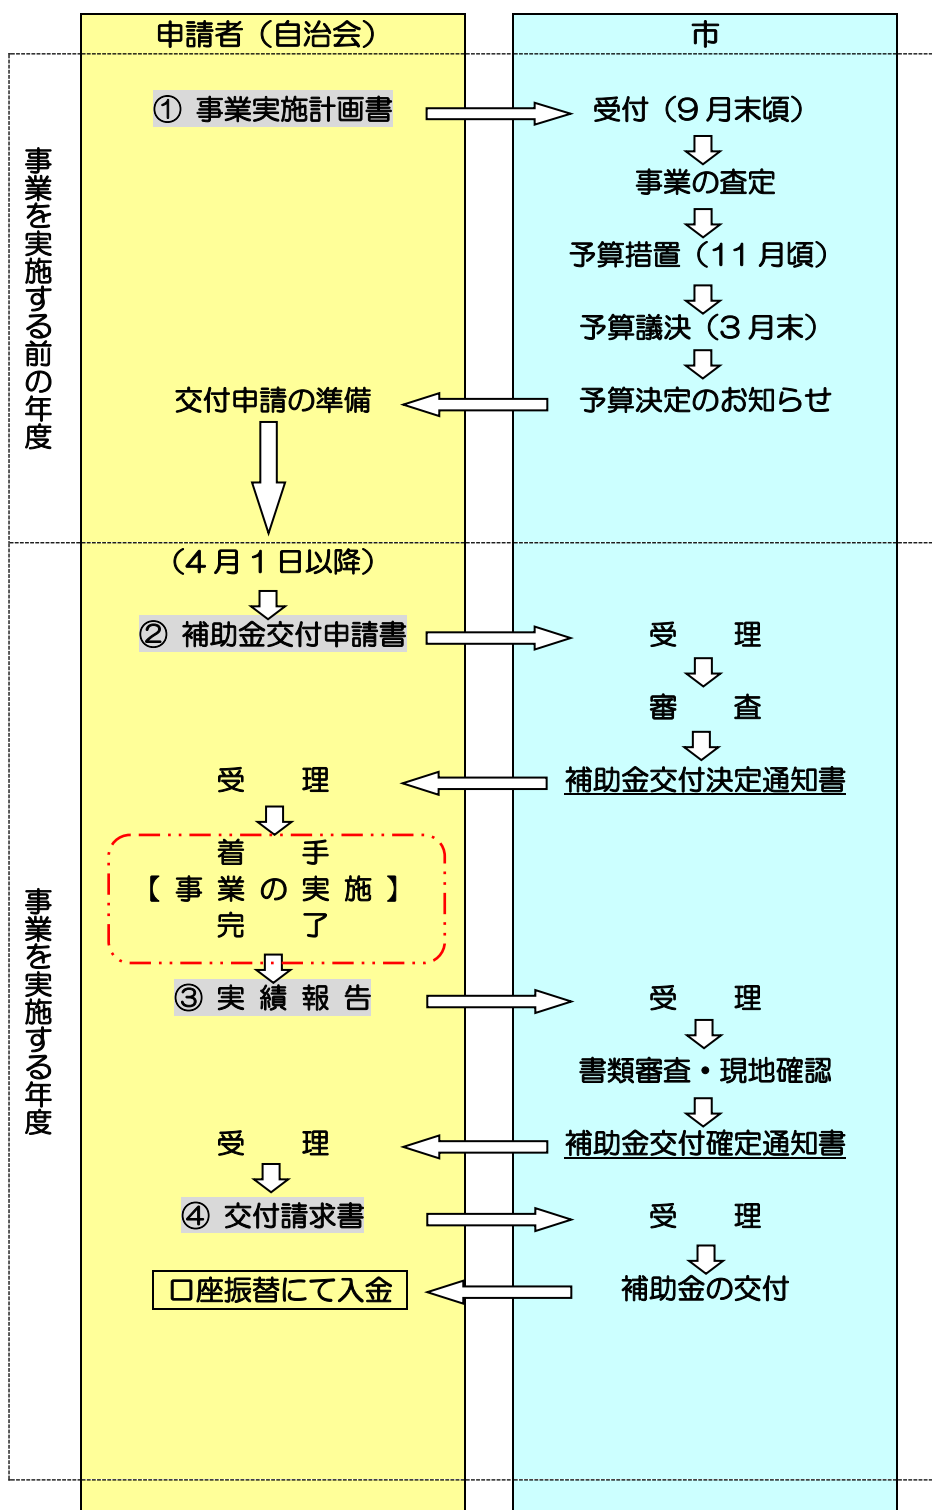 申請者（自治会）
市
事業を実施する前の年度
① 事業実施計画書
受付（9月末頃）
事業の査定
予算措置（11月頃）
予算議決（3月末）
交付申請の準備
予算決定のお知らせ
事業を実施する年度
（4月1日以降）
② 補助金交付申請書
受　理
審　査
受　理
補助金交付決定通知書
着　手
【 事 業 の 実 施 】
完　了
③ 実 績 報 告
受　理
書類審査・現地確認
受　理
補助金交付確定通知書
④ 交付請求書
受　理
口座振替にて入金
補助金の交付